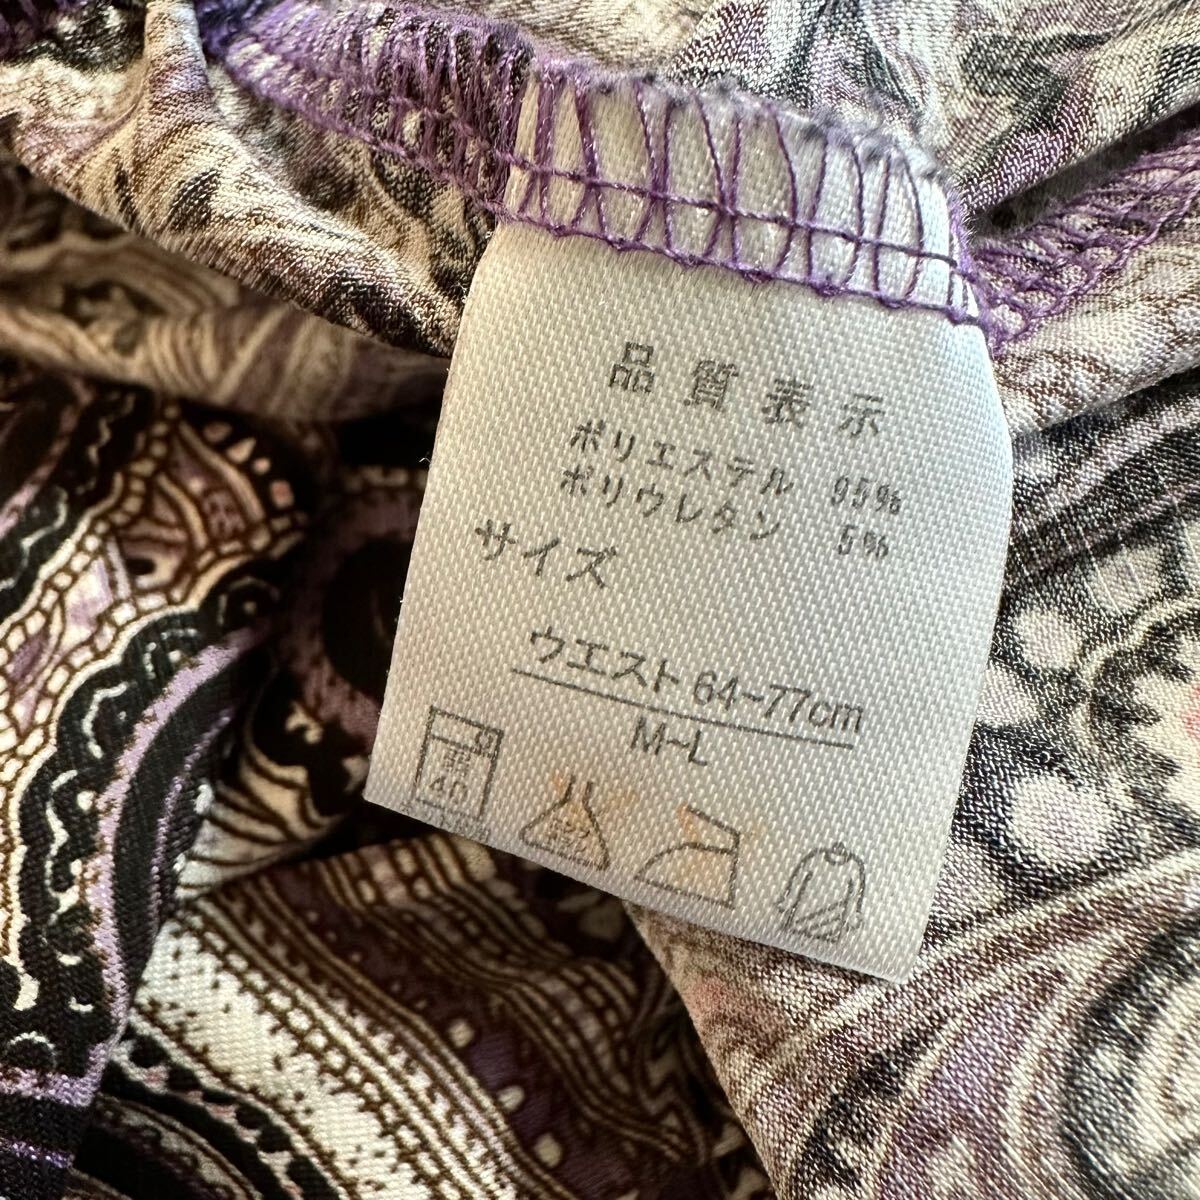 品質表示
ポリエステル 95%
ポリウレタン 5%
サイズ
ウエスト64~77cm
M~L
40